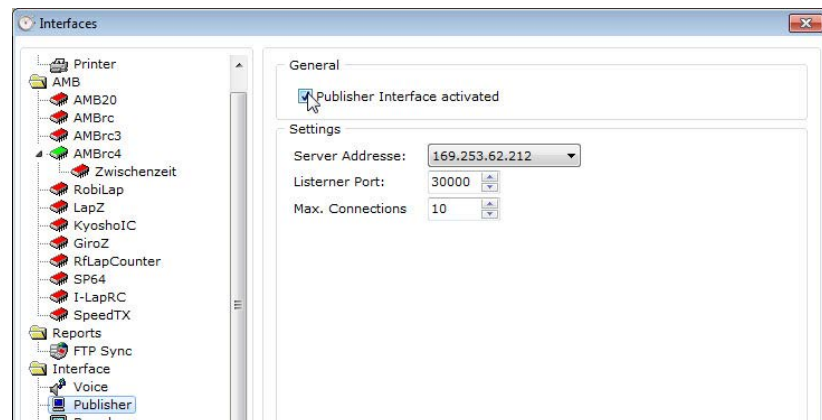 Interfaces
Printer
AMB
AMB20
AMBrc
AMBrc3
AMBrc4
Zwischenzeit
RobiLap
LapZ
KyoshoIC
GiroZ
RfLapCounter
SP64
I-LapRC
SpeedTX
Reports
FTP Sync
Interface
Voice
Publisher
General
Publisher Interface activated
Settings
Server Addresse: 169.253.62.212
Listerner Port: 30000
Max. Connections 10